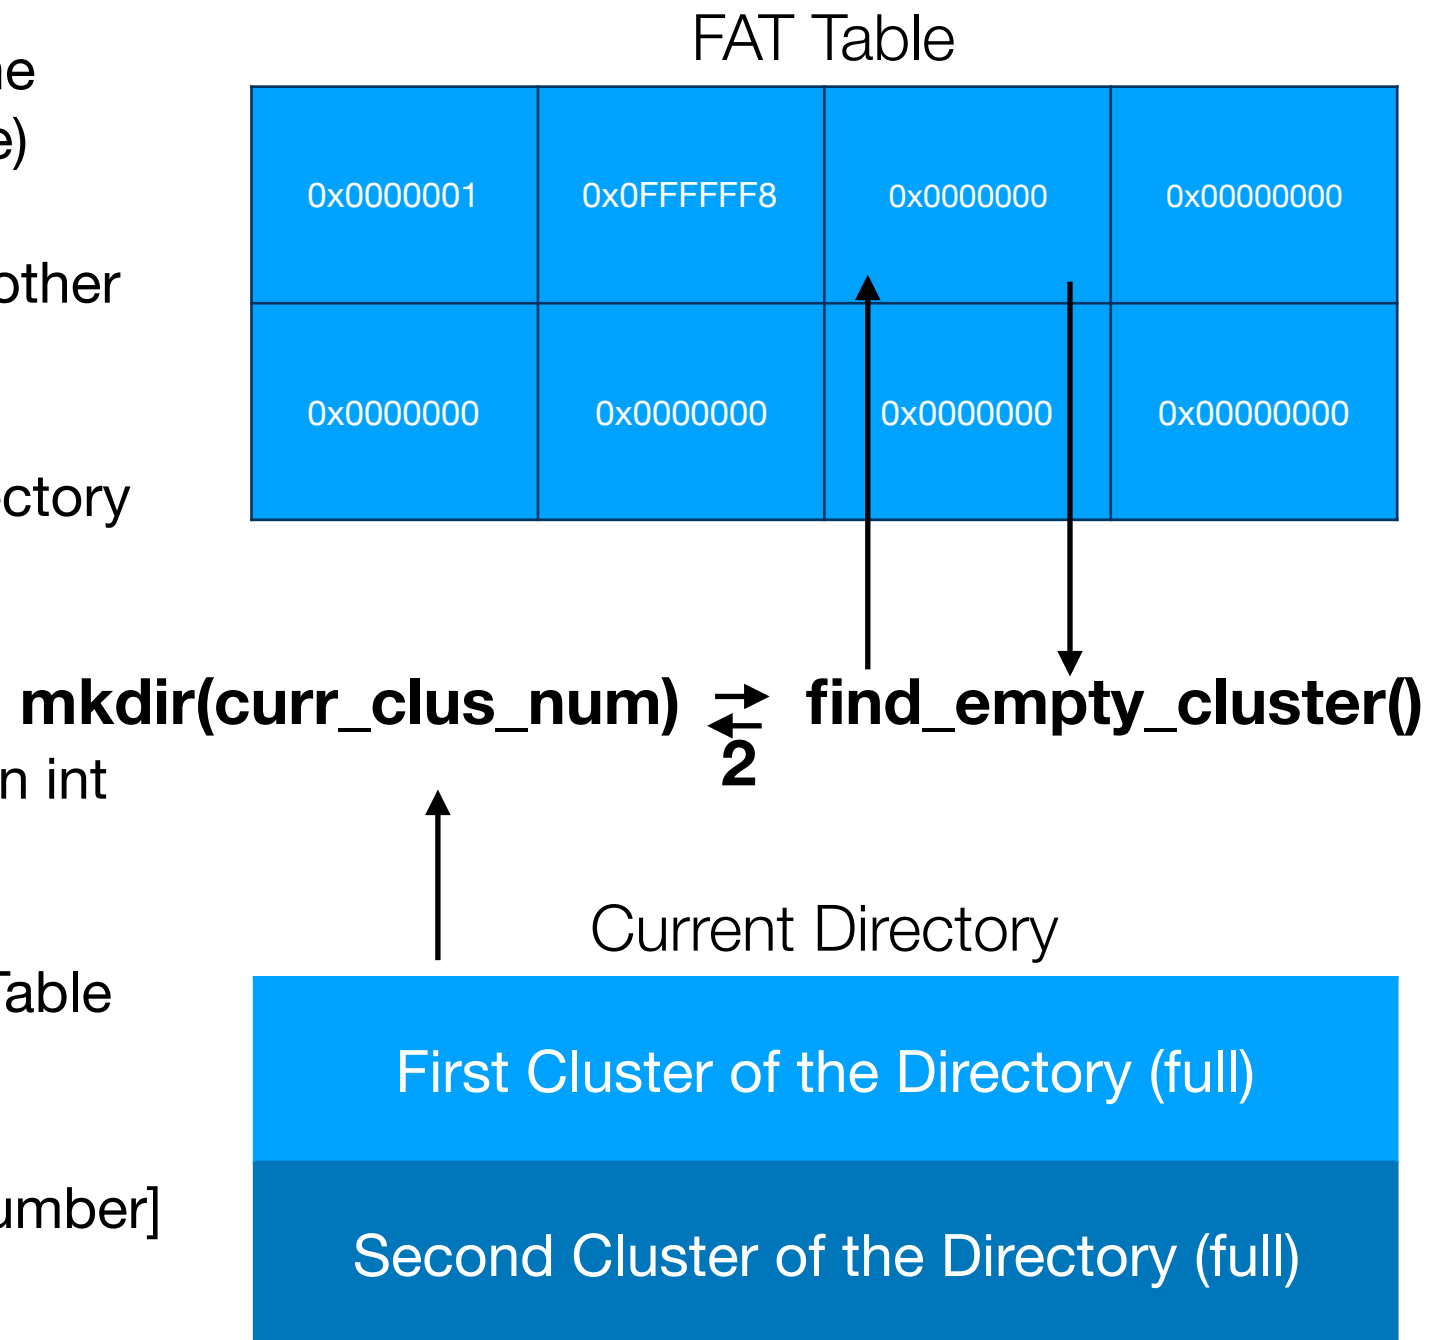 FAT Table
e
e)
0x0000001 0x0FFFFFF8 0x0000000 0x00000000
other
0x0000000 0x0000000 0x0000000 0x00000000
ctory
mkdir(curr_clus_num) find_empty_cluster()
2
n int
Current Directory
Table
First Cluster of the Directory (full)
umber]
Second Cluster of the Directory (full)